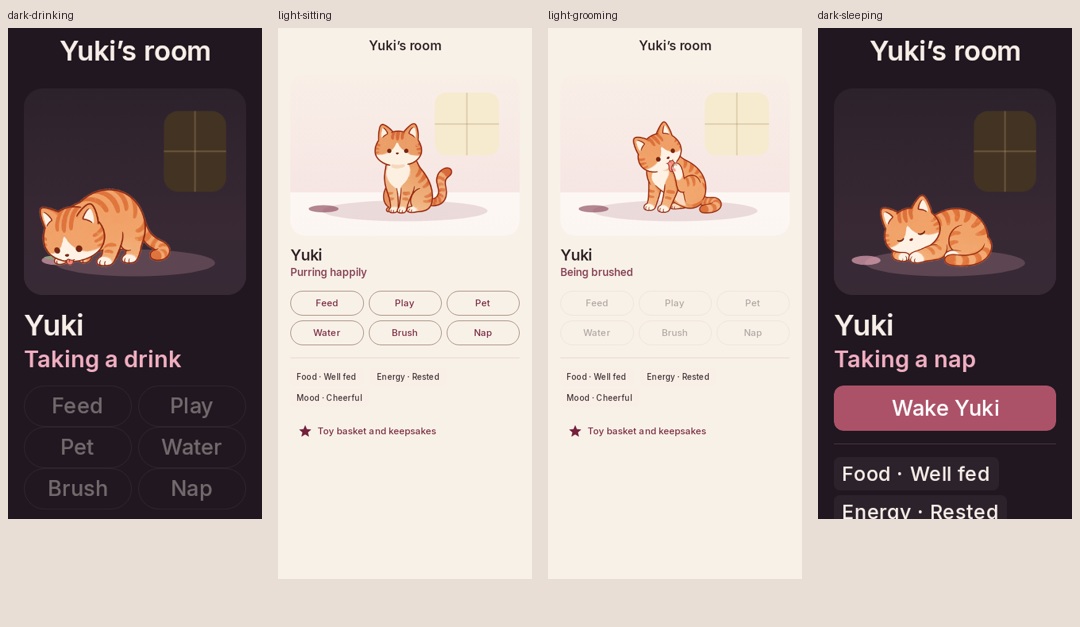 dark-drinking
Yuki’s room
Yuki
Taking a drink
Feed Play
Pet Water
Brush Nap
light-sitting
Yuki’s room
Yuki
Purring happily
Feed Play Pet
Water Brush Nap
Food · Well fed Energy · Rested
Mood · Cheerful
Toy basket and keepsakes
light-grooming
Yuki’s room
Yuki
Being brushed
Feed Play Pet
Water Brush Nap
Food · Well fed Energy · Rested
Mood · Cheerful
Toy basket and keepsakes
dark-sleeping
Yuki’s room
Yuki
Taking a nap
Wake Yuki
Food · Well fed
Energy · Rested